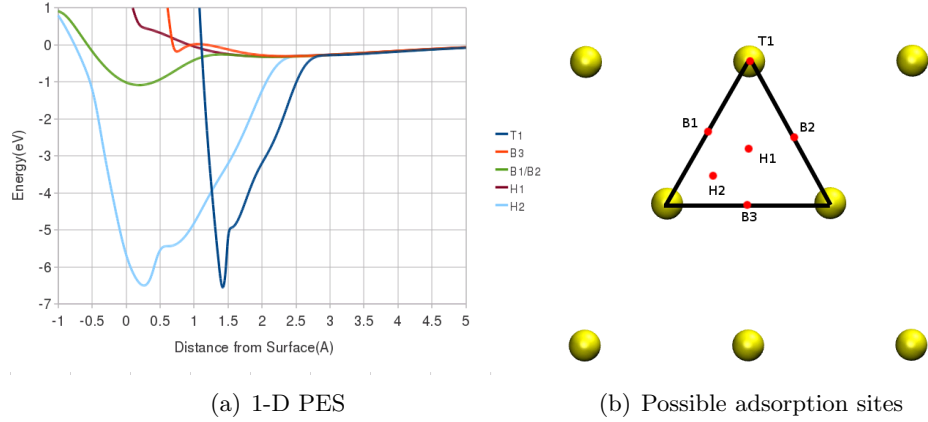 1
0
-1
-2
-3
-4
-5
-6
-7
Energy(eV)
-1 -0.5 0 0.5 1 1.5 2 2.5 3 3.5 4 4.5 5
Distance from Surface(A)
T1
B3
B1/B2
H1
H2
(a) 1-D PES
T1
B1 B2
H1
H2
B3
(b) Possible adsorption sites